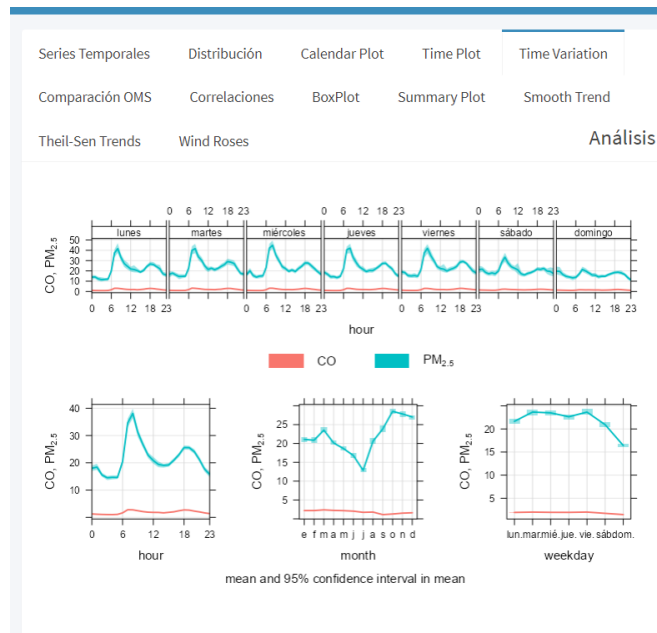 Series Temporales Distribución Calendar Plot Time Plot Time Variation
Comparación OMS Correlaciones BoxPlot Summary Plot Smooth Trend
Theil-Sen Trends Wind Roses Análisis
0 6 12 18 23 0 6 12 18 23 0 6 12 18 23
lunes martes miércoles jueves viernes sábado domingo
50
40
30
20
10
0
CO, PM2.5
0 6 12 18 23 0 6 12 18 23 0 6 12 18 23 0 6 12 18 23
hour
CO PM2.5
40
30
20
10
CO, PM2.5
0 6 12 18 23
hour
25
20
15
10
5
CO, PM2.5
e f m a m j j a s o n d
month
20
15
10
5
CO, PM2.5
lun. mar. mié. jue. vie. sáb dom.
weekday
mean and 95% confidence interval in mean